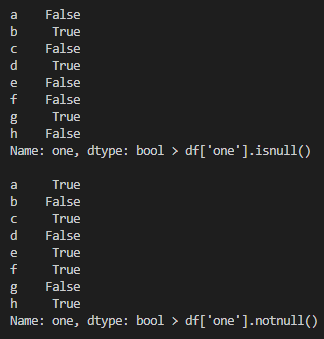 a    False
b     True
c    False
d     True
e    False
f    False
g     True
h    False
Name: one, dtype: bool > df['one'].isnull()

a     True
b    False
c     True
d    False
e     True
f     True
g    False
h     True
Name: one, dtype: bool > df['one'].notnull()